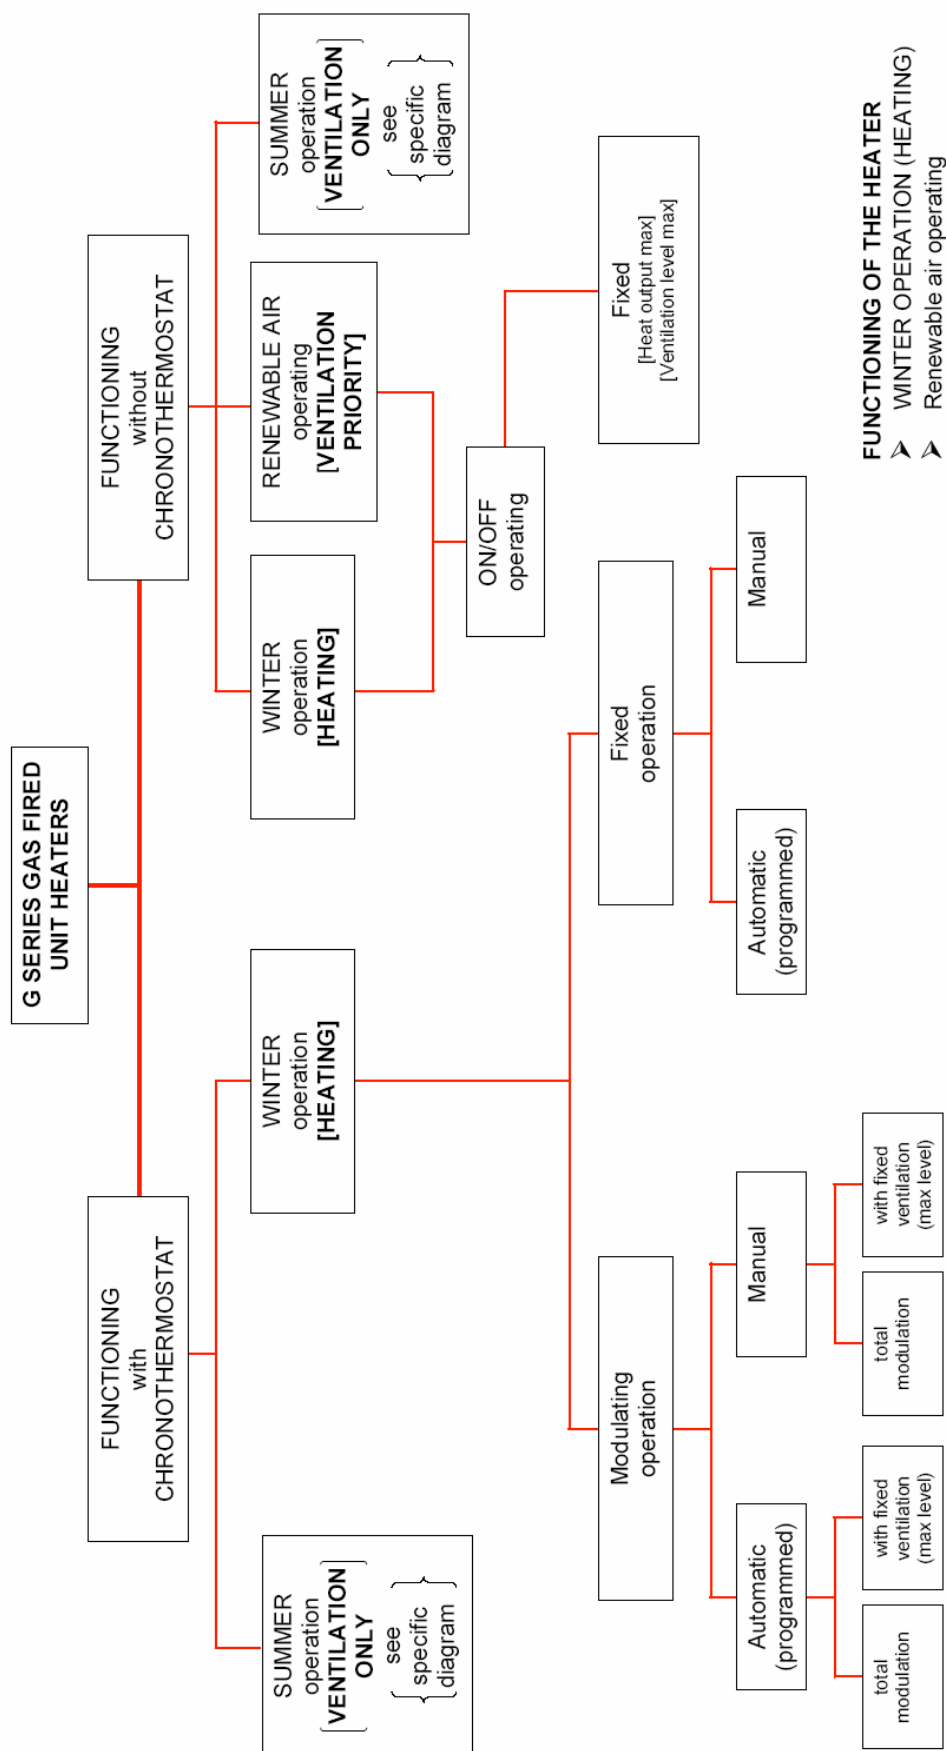 G SERIES GAS FIRED
UNIT HEATERS
FUNCTIONING
with
CHRONOTHERMOSTAT
FUNCTIONING
without
CHRONOTHERMOSTAT
SUMMER
operation
[VENTILATION]
ONLY
see
specific
diagram
WINTER
operation
[HEATING]
WINTER
operation
[HEATING]
RENEWABLE AIR
operating
[VENTILATION
PRIORITY]
SUMMER
operation
[VENTILATION]
ONLY
see
specific
diagram
ON/OFF
operating
Modulating
operation
Fixed
operation
Fixed
[Heat output max]
[Ventilation level max]
Automatic
(programmed)
Manual
Automatic
(programmed)
Manual
total
modulation
with fixed
ventilation
(max level)
total
modulation
with fixed
ventilation
(max level)
FUNCTIONING OF THE HEATER
➢ WINTER OPERATION (HEATING)
➢ Renewable air operating